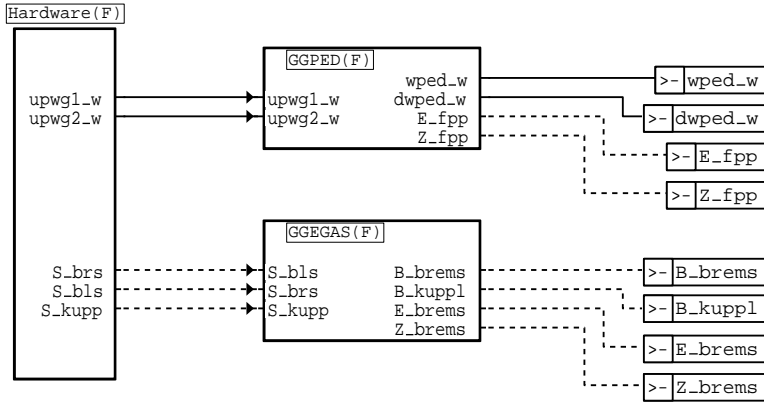 Hardware(F)
upwg1_w
upwg2_w
S_brs
S_bls
S_kupp
GGPED(F)
upwg1_w
upwg2_w
wped_w
dwped_w
E_fpp
Z_fpp
GGEGAS(F)
S_bls
S_brs
S_kupp
B_brems
B_kuppl
E_brems
Z_brems
>- wped_w
>- dwped_w
>- E_fpp
>- Z_fpp
>- B_brems
>- B_kuppl
>- E_brems
>- Z_brems